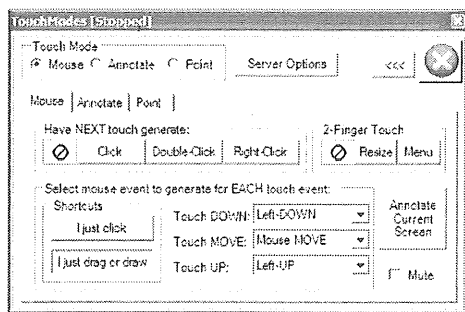 TouchModes [Stopped]
Touch Mode
Mouse Annotate Point Server Options <<<
Mouse Annotate Point
Have NEXT touch generate: 2-Finger Touch
Click Double-Click Right-Click Resize Menu
Select mouse event to generate for EACH touch event:
Shortcuts
I just click
I just drag or draw
Touch DOWN: Left-DOWN
Touch MOVE: Mouse MOVE
Touch UP: Left-UP
Annotate
Current
Screen
Mute